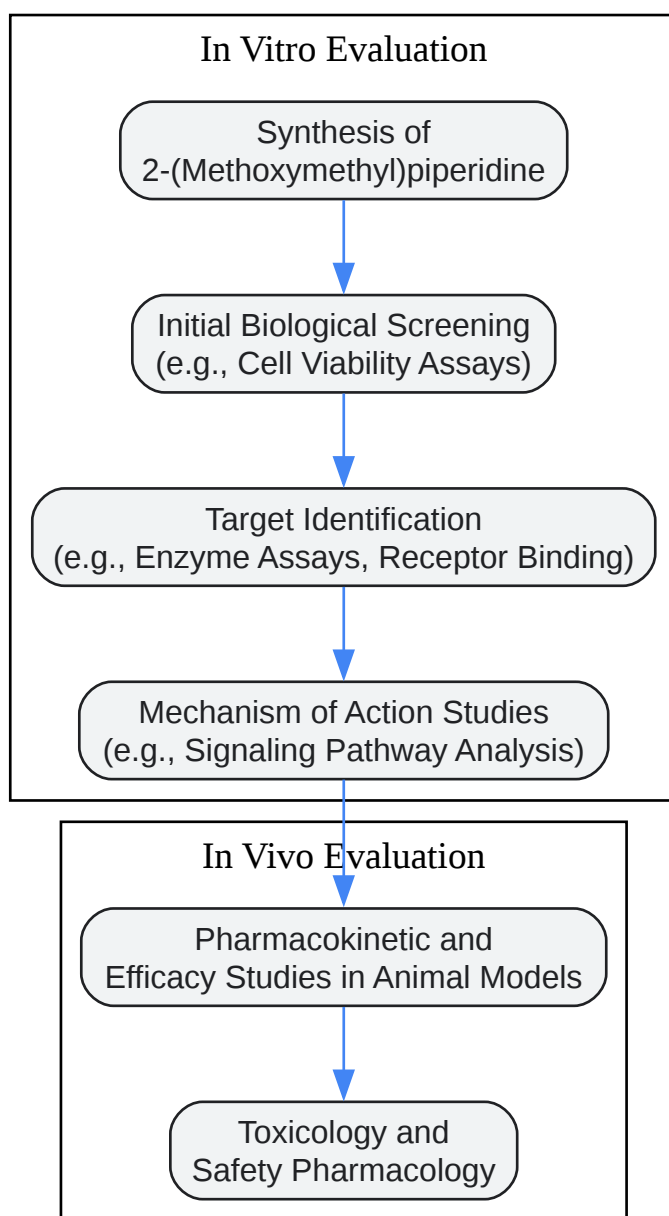 In Vitro Evaluation
Synthesis of
2-(Methoxymethyl)piperidine
Initial Biological Screening
(e.g., Cell Viability Assays)
Target Identification
(e.g., Enzyme Assays, Receptor Binding)
Mechanism of Action Studies
(e.g., Signaling Pathway Analysis)
In Vivo Evaluation
Pharmacokinetic and
Efficacy Studies in Animal Models
Toxicology and
Safety Pharmacology